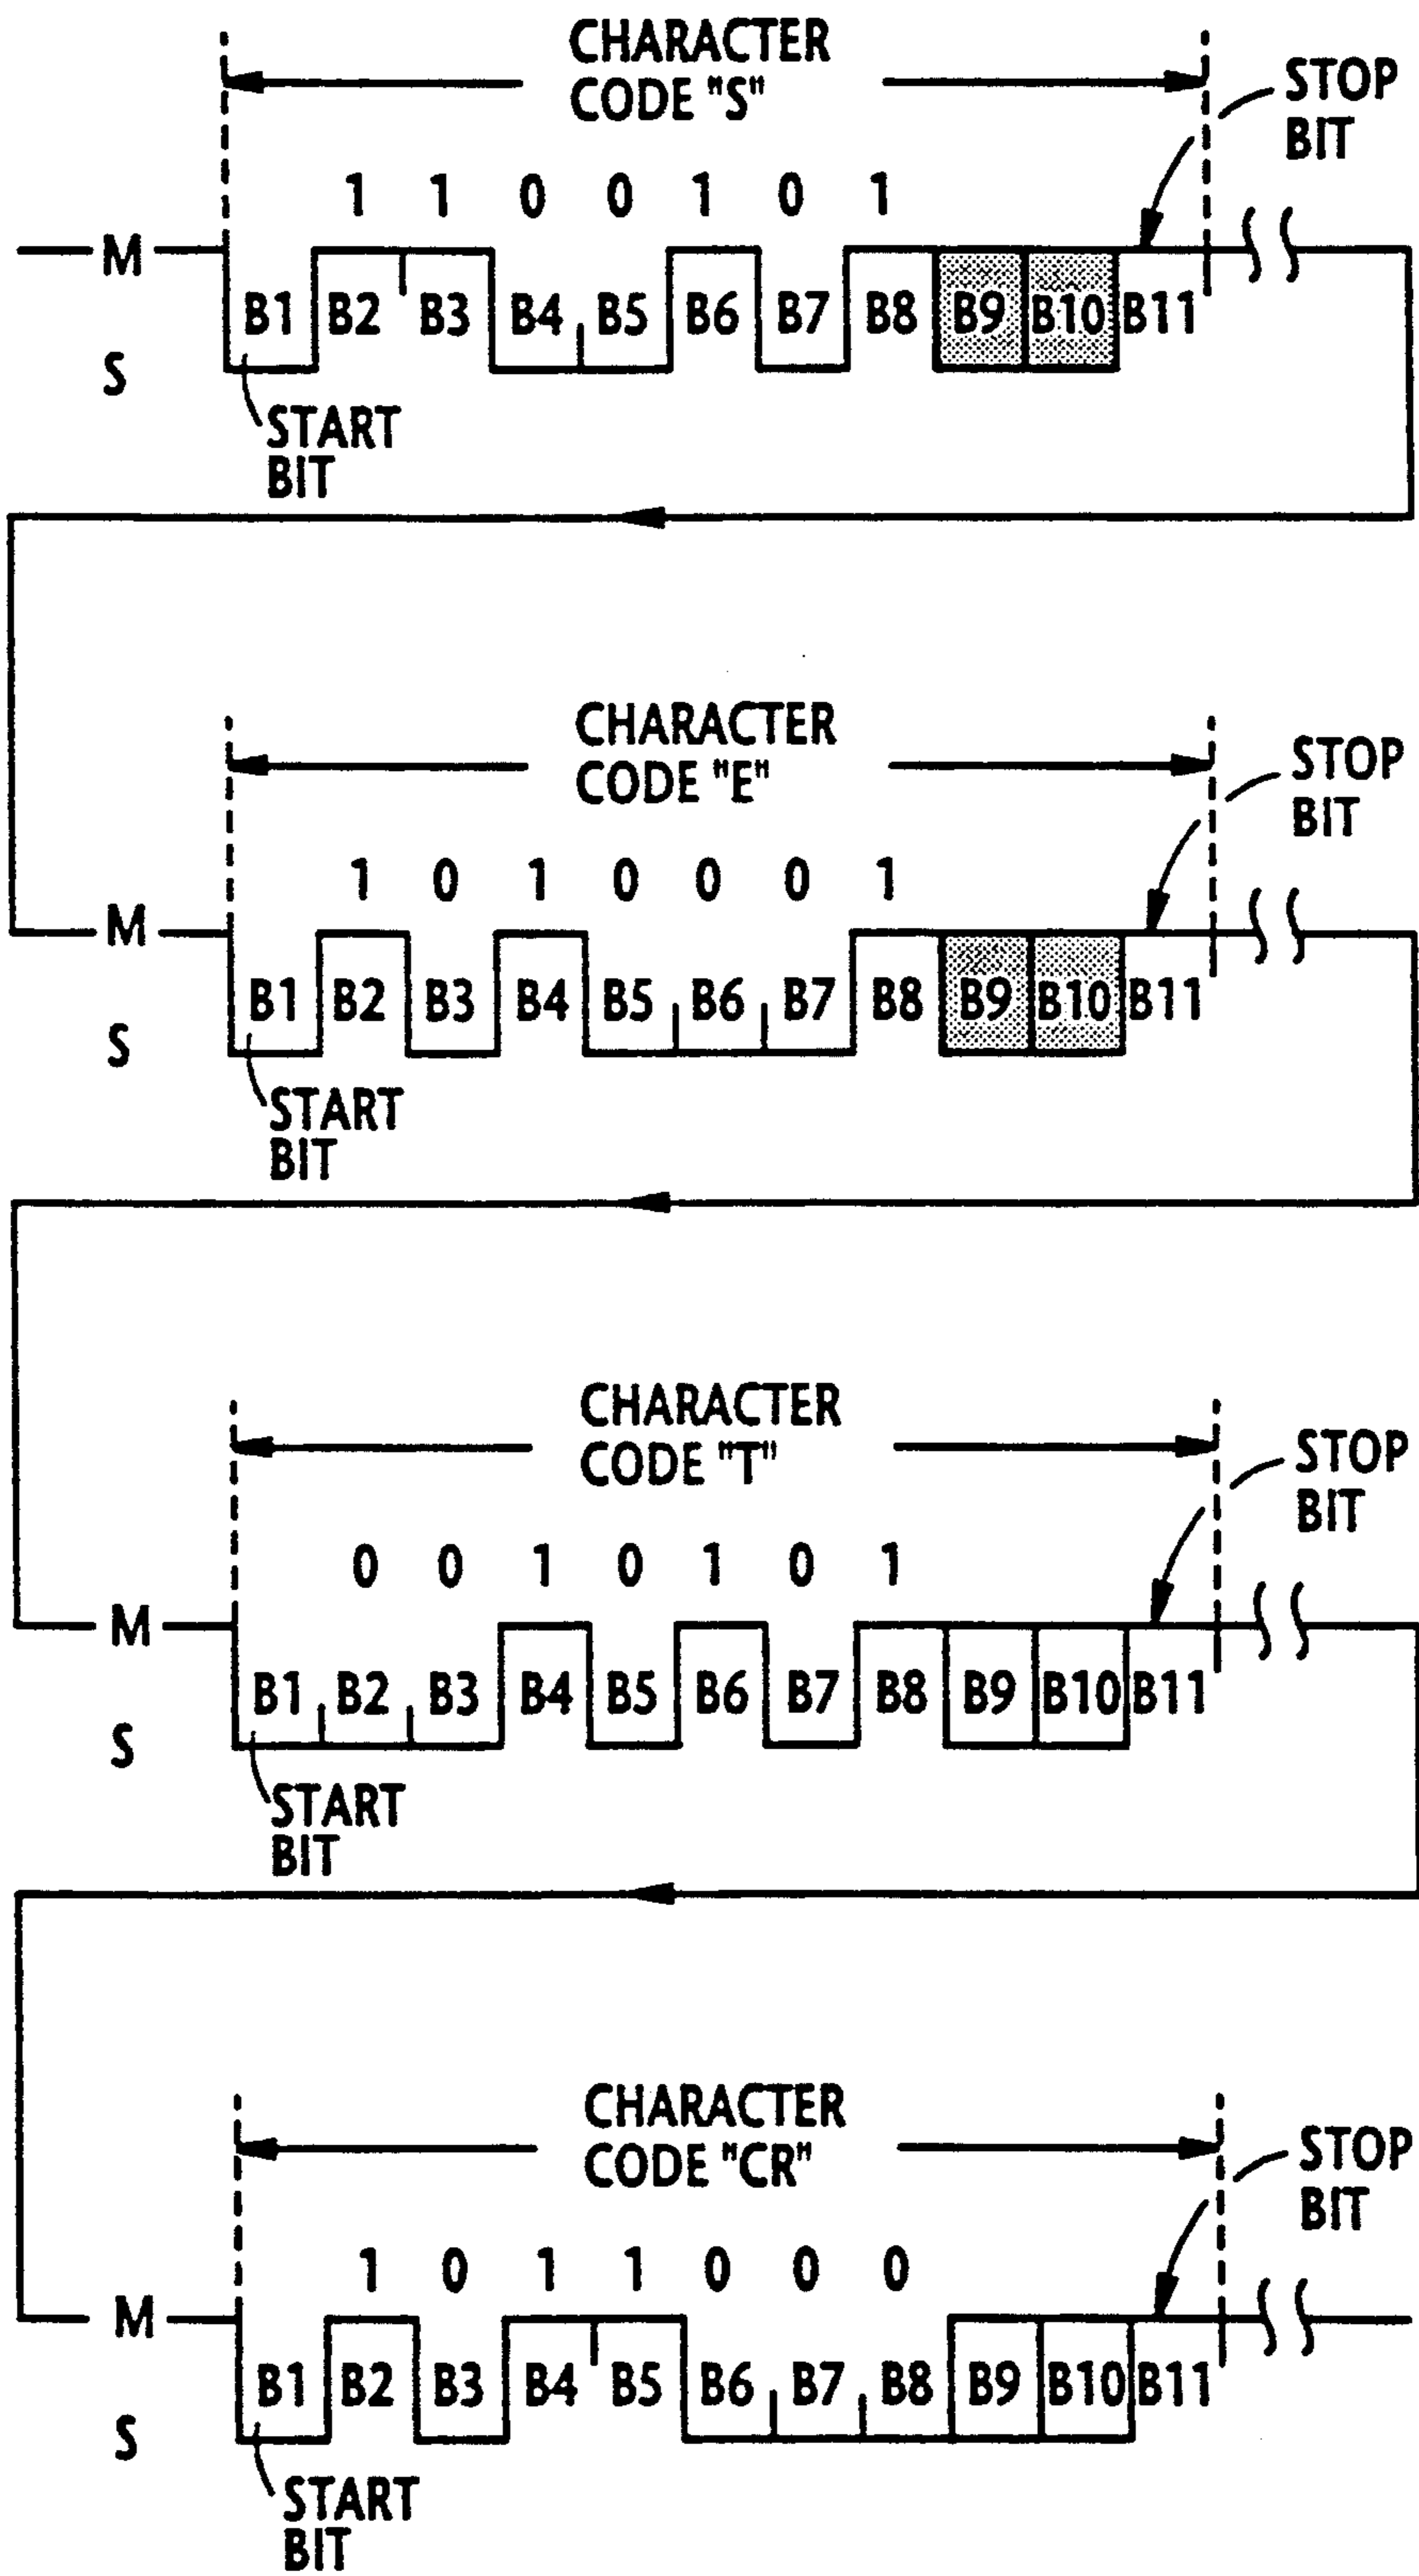 CHARACTER
CODE "S"
STOP
BIT
1 1 0 0 1 0 1
M
B1 B2 B3 B4 B5 B6 B7 B8 B9 B10 B11
S
START
BIT
CHARACTER
CODE "E"
STOP
BIT
1 0 1 0 0 0 1
M
B1 B2 B3 B4 B5 B6 B7 B8 B9 B10 B11
S
START
BIT
CHARACTER
CODE "T"
STOP
BIT
0 0 1 0 1 0 1
M
B1 B2 B3 B4 B5 B6 B7 B8 B9 B10 B11
S
START
BIT
CHARACTER
CODE "CR"
STOP
BIT
1 0 1 1 0 0 0
M
B1 B2 B3 B4 B5 B6 B7 B8 B9 B10 B11
S
START
BIT